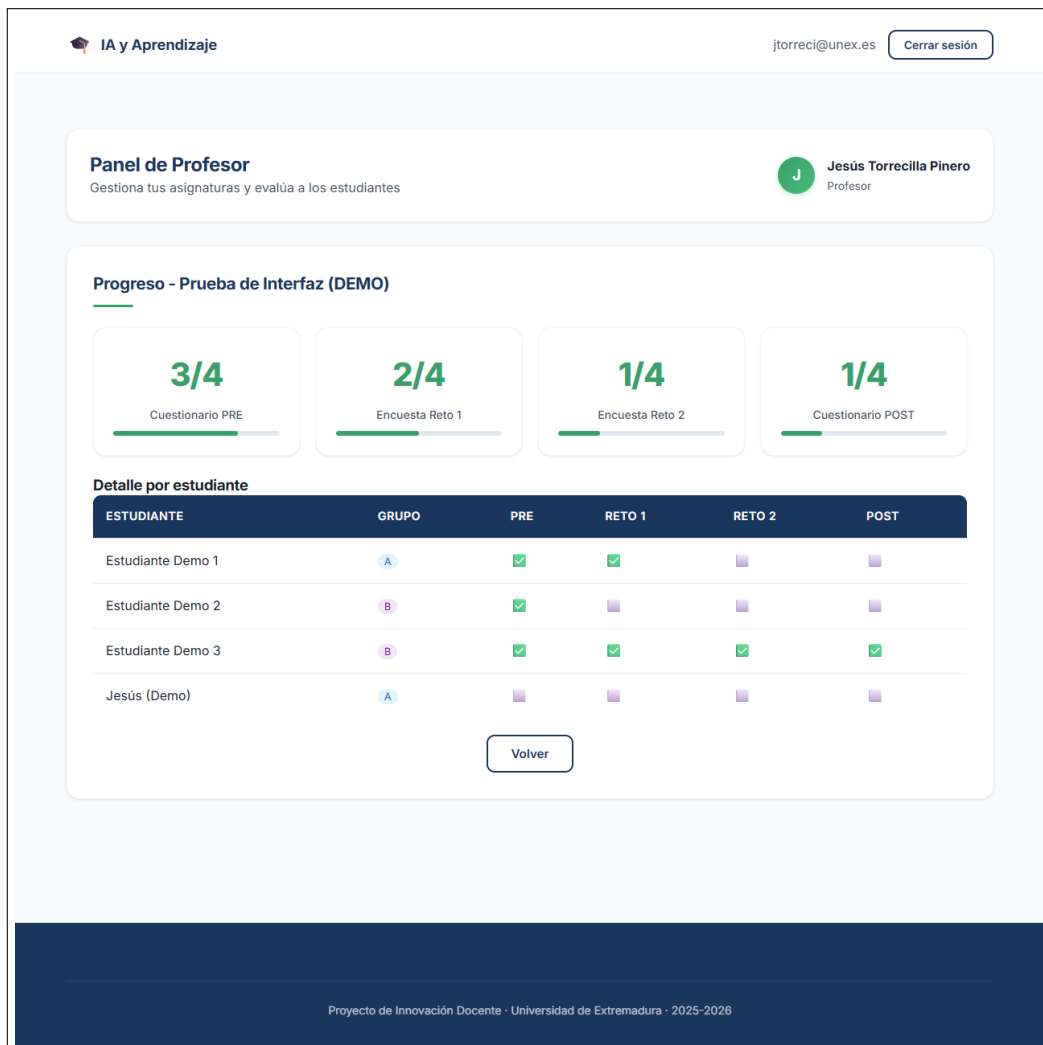 IA y Aprendizaje
jtorreci@unex.es Cerrar sesión
Panel de Profesor
Gestiona tus asignaturas y evalúa a los estudiantes
J
Jesús Torrecilla Pinero
Profesor
Progreso - Prueba de Interfaz (DEMO)
3/4
Cuestionario PRE
2/4
Encuesta Reto 1
1/4
Encuesta Reto 2
1/4
Cuestionario POST
Detalle por estudiante
ESTUDIANTE GRUPO PRE RETO 1 RETO 2 POST
Estudiante Demo 1 A
Estudiante Demo 2 B
Estudiante Demo 3 B
Jesús (Demo) A
Volver
Proyecto de Innovación Docente · Universidad de Extremadura · 2025-2026